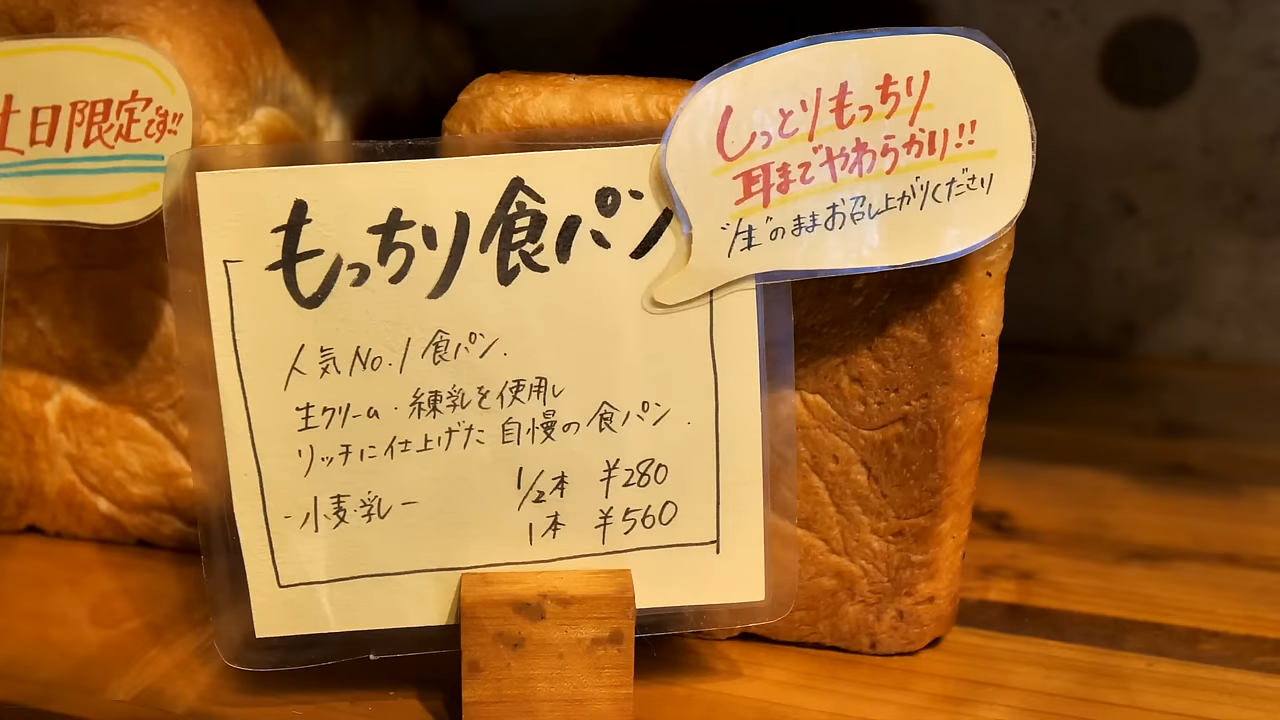 土日限定です!!
しっとりもっちり
耳までやわらかい!!
"生"のままお召し上がりください
もっちり食パン
人気No.1食パン.
生クリーム・練乳を使用し
リッチに仕上げた自慢の食パン.
-小麦・乳-
1/2本 ¥280
1本 ¥560